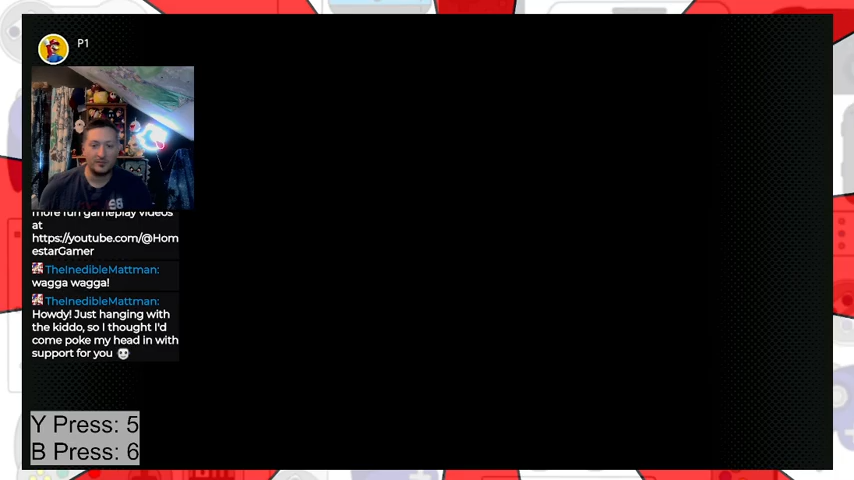 P1
98
more fun gameplay videos
at
https://youtube.com/@Hom
estarGamer
TheInedibleMattman:
wagga wagga!
TheInedibleMattman:
Howdy! Just hanging with
the kiddo, so I thought I'd
come poke my head in with
support for you
Y Press: 5
B Press: 6